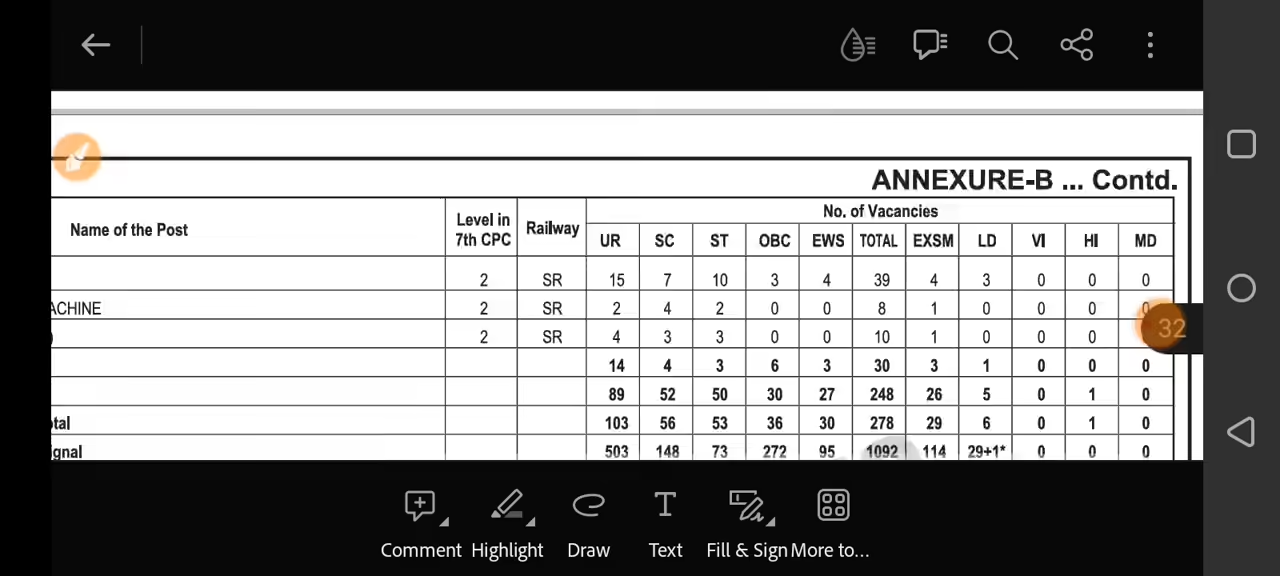 ANNEXURE-B ... Contd.
Name of the Post Level in 7th CPC Railway No. of Vacancies
UR SC ST OBC EWS TOTAL EXSM LD VI HI MD
2 SR 15 7 10 3 4 39 4 3 0 0 0
ACHINE 2 SR 2 4 2 0 0 8 1 0 0 0 0
) 2 SR 4 3 3 0 0 10 1 0 0 0
32
14 4 3 6 3 30 3 1 0 0 0
89 52 50 30 27 248 26 5 0 1 0
otal 103 56 53 36 30 278 29 6 0 1 0
ignal 503 148 73 272 95 1092 114 29+1* 0 0 0
Comment Highlight Draw Text Fill & Sign More to...